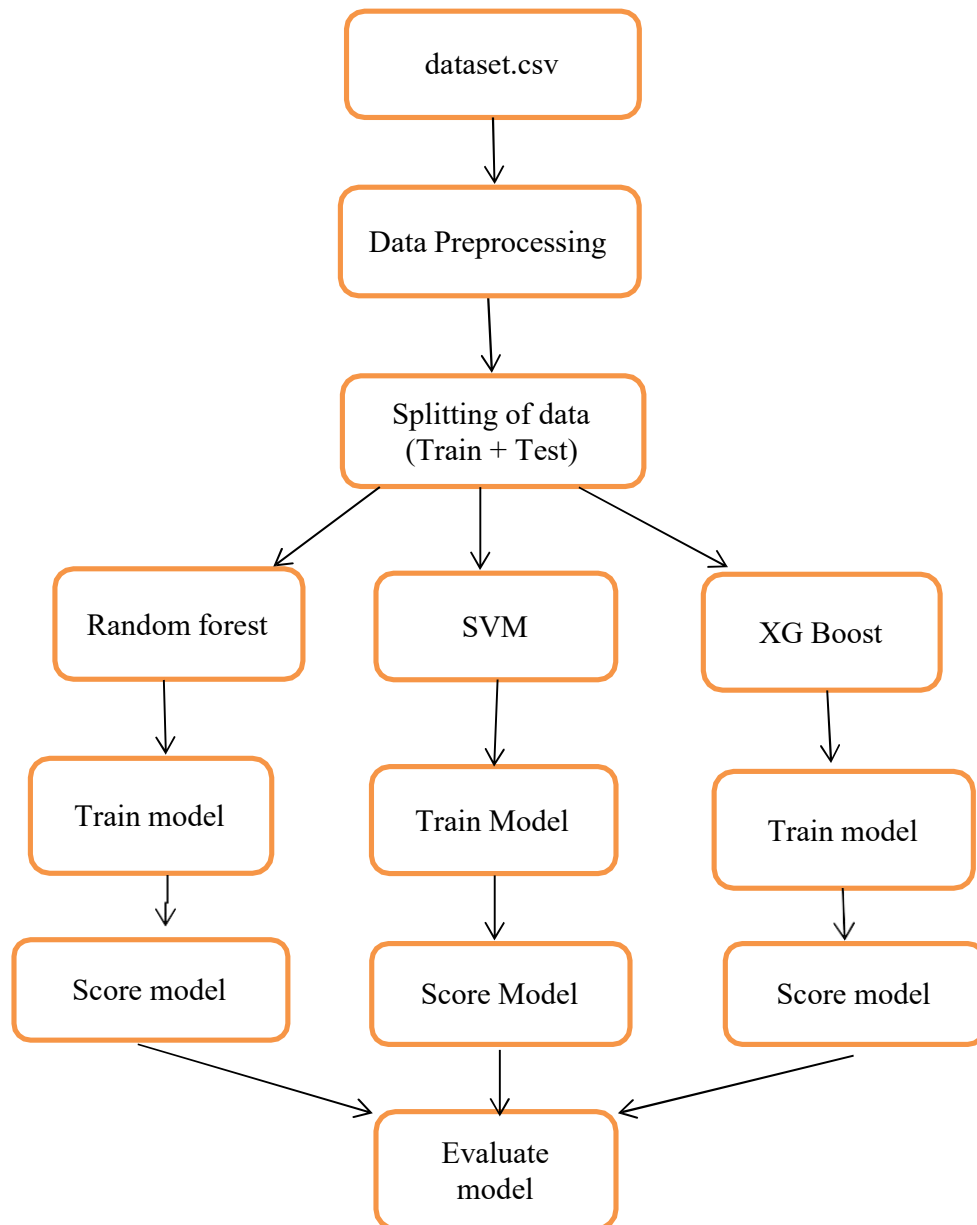 dataset.csv
Data Preprocessing
Splitting of data
(Train + Test)
Random forest
SVM
XG Boost
Train model
Train Model
Train model
Score model
Score Model
Score model
Evaluate
model